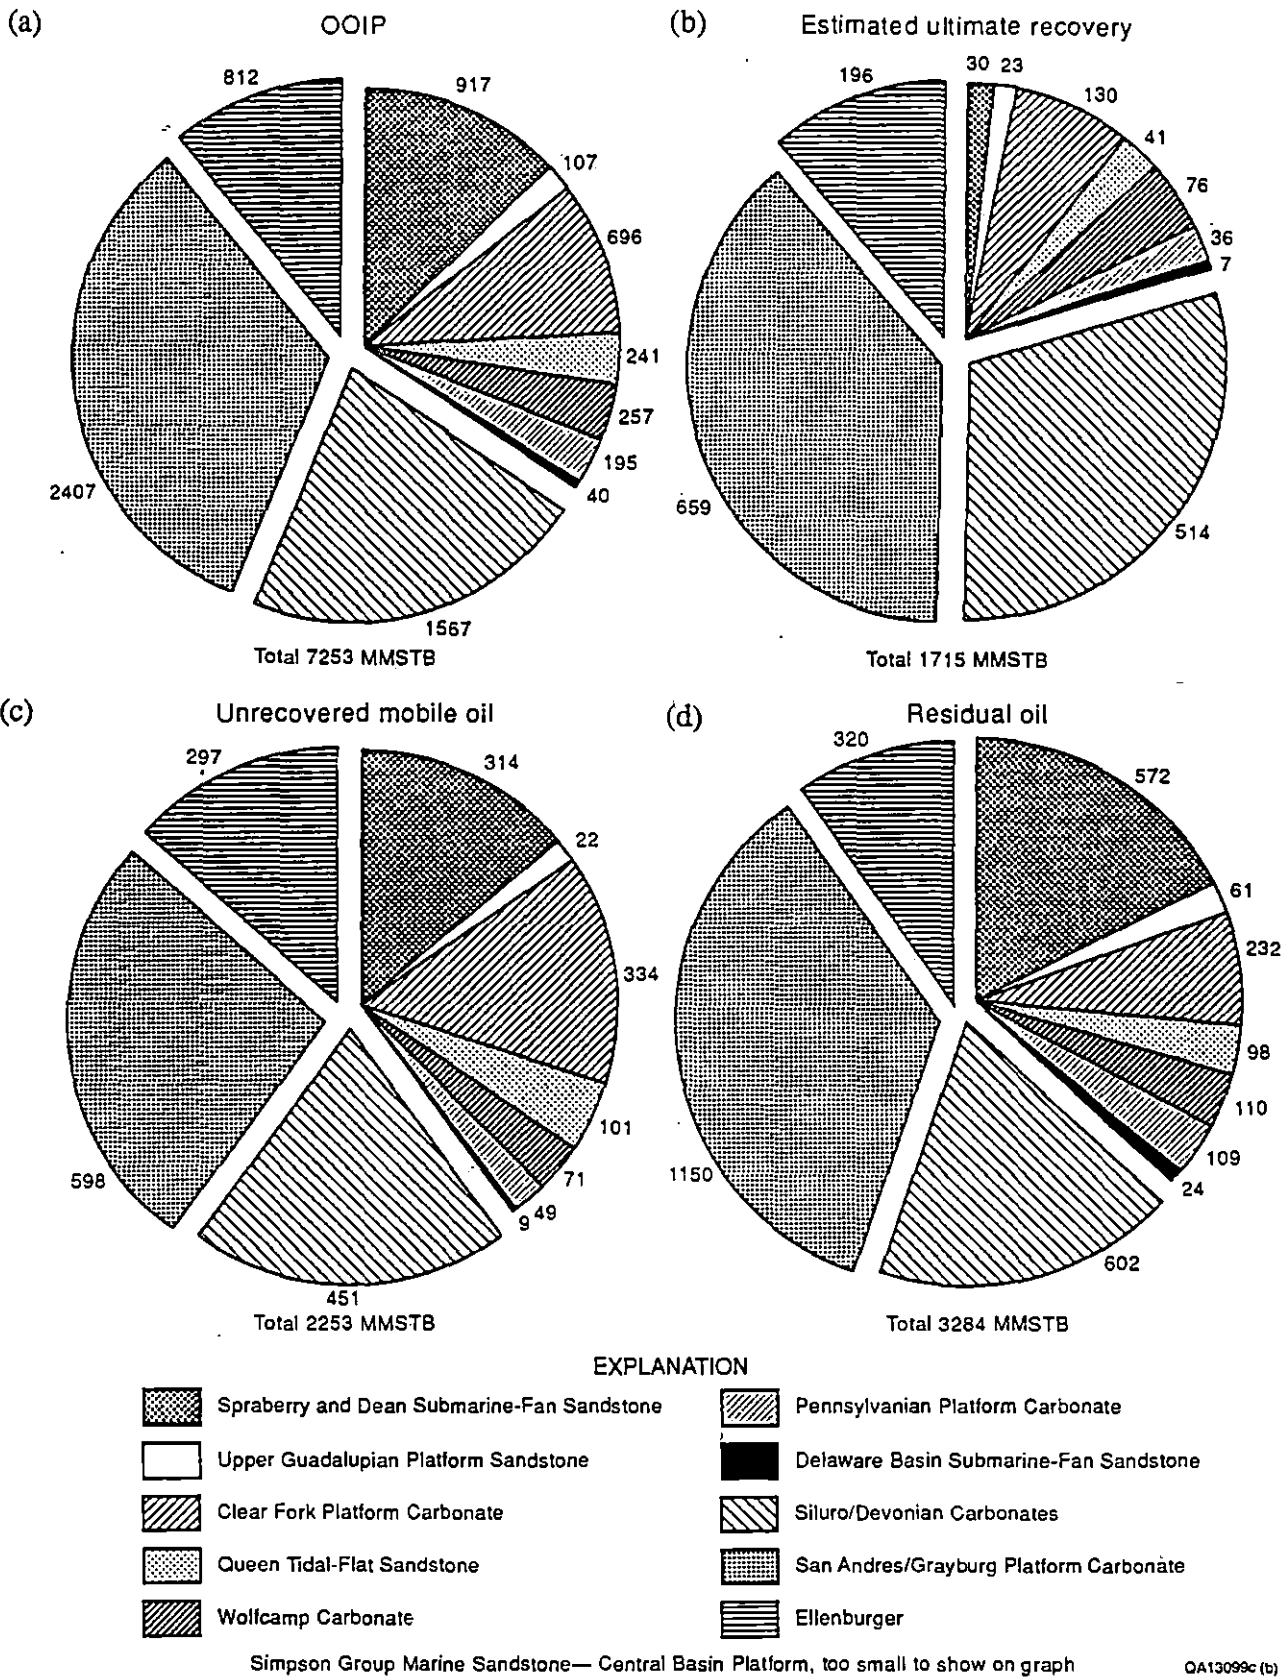 (a)
OOIP
812
917
107
696
241
257
195
40
1567
2407
Total 7253 MMSTB
(b)
Estimated ultimate recovery
196
30 23
130
41
76
36
7
514
659
Total 1715 MMSTB
(c)
Unrecovered mobile oil
297
314
22
334
101
71
49
9
451
598
Total 2253 MMSTB
(d)
Residual oil
320
572
61
232
98
110
109
24
602
1150
Total 3284 MMSTB
EXPLANATION
Spraberry and Dean Submarine-Fan Sandstone
Upper Guadalupian Platform Sandstone
Clear Fork Platform Carbonate
Queen Tidal-Flat Sandstone
Wolfcamp Carbonate
Pennsylvanian Platform Carbonate
Delaware Basin Submarine-Fan Sandstone
Siluro/Devonian Carbonates
San Andres/Grayburg Platform Carbonate
Ellenburger
Simpson Group Marine Sandstone— Central Basin Platform, too small to show on graph
QA13099c (b)